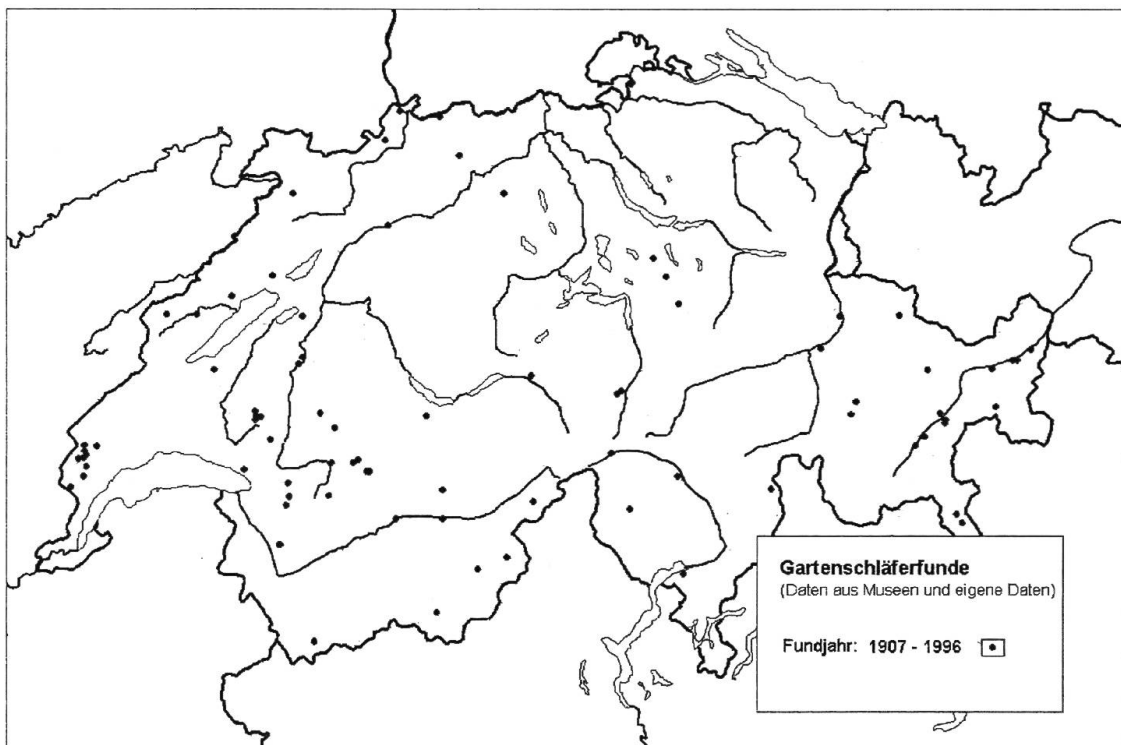 Gartenschläferfunde
(Daten aus Museen und eigene Daten)
Fundjahr: 1907 - 1996